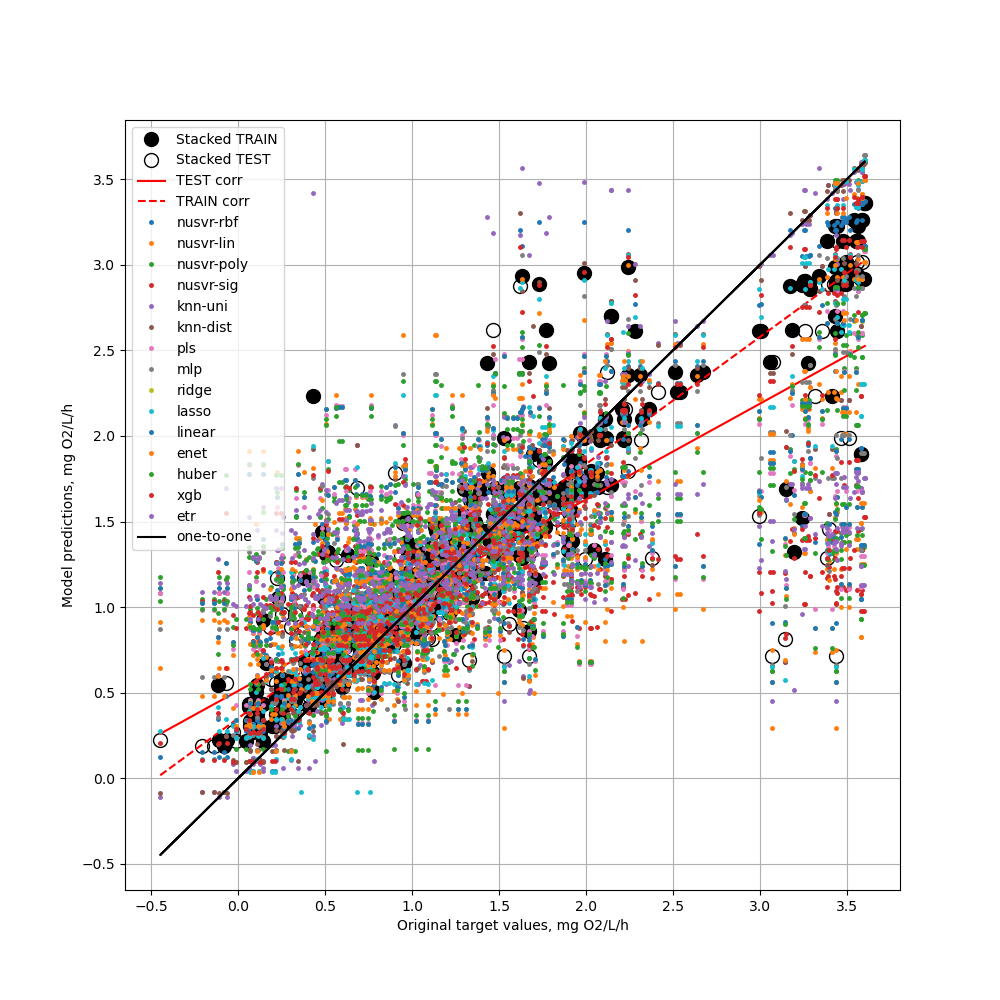 Stacked TRAIN
Stacked TEST
TEST corr
TRAIN corr
nusvr-rbf
nusvr-lin
nusvr-poly
nusvr-sig
knn-uni
knn-dist
pls
mlp
ridge
lasso
linear
enet
huber
xgb
etr
one-to-one
3.5
3.0
2.5
2.0
1.5
1.0
0.5
0.0
−0.5
Model predictions, mg O2/L/h
−0.5 0.0 0.5 1.0 1.5 2.0 2.5 3.0 3.5
Original target values, mg O2/L/h